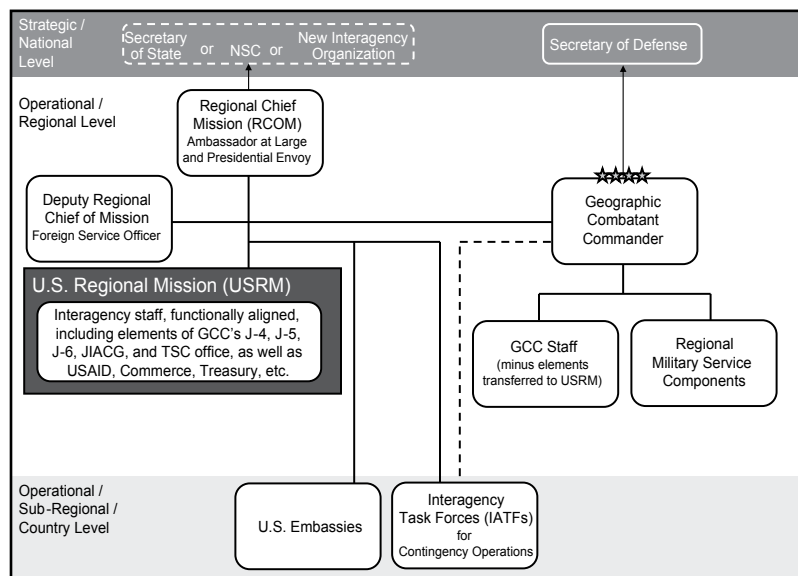 Strategic /
National
Level
Secretary
of State
or
NSC
or
New Interagency
Organization
Secretary of Defense
Operational /
Regional Level
Regional Chief
Mission (RCOM)
Ambassador at Large
and Presidential Envoy
Deputy Regional
Chief of Mission
Foreign Service Officer
Geographic
Combatant
Commander
U.S. Regional Mission (USRM)
Interagency staff, functionally aligned,
including elements of GCC's J-4, J-5,
J-6, JIACG, and TSC office, as well as
USAID, Commerce, Treasury, etc.
GCC Staff
(minus elements
transferred to USRM)
Regional
Military Service
Components
Operational /
Sub-Regional /
Country Level
U.S. Embassies
Interagency
Task Forces (IATFs)
for
Contingency Operations